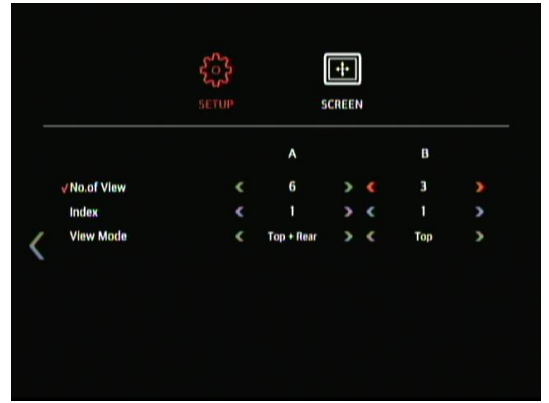 SETUP SCREEN
A B
No.of View 6 3
Index 1 1
View Mode Top + Rear Top